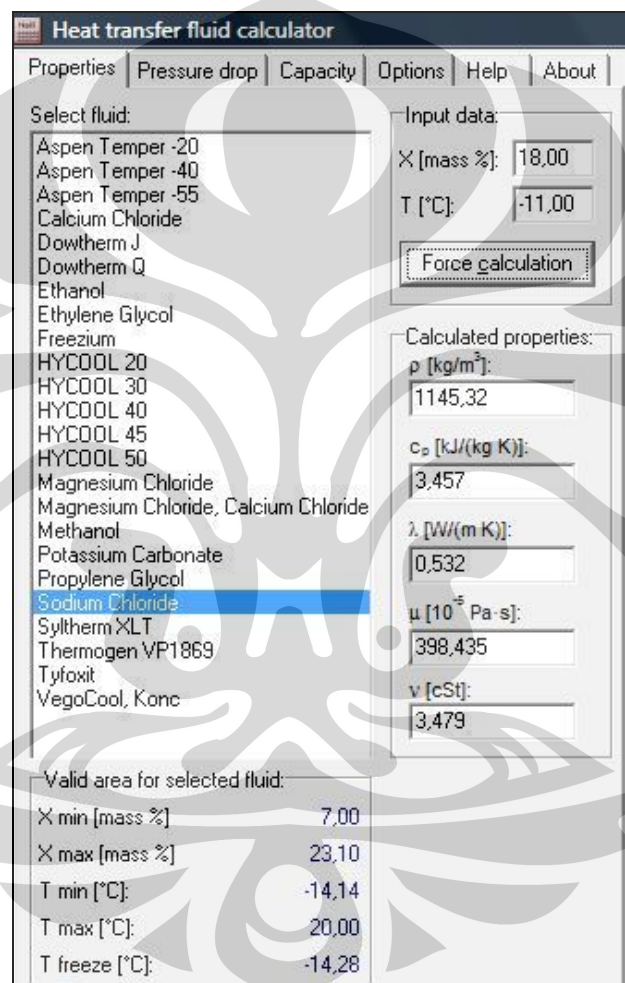 Heat transfer fluid calculator
Properties Pressure drop Capacity Options Help About
Select fluid:
Aspen Temper -20
Aspen Temper -40
Aspen Temper -55
Calcium Chloride
Dowtherm J
Dowtherm Q
Ethanol
Ethylene Glycol
Freezium
HYCOOL 20
HYCOOL 30
HYCOOL 40
HYCOOL 45
HYCOOL 50
Magnesium Chloride
Magnesium Chloride, Calcium Chloride
Methanol
Potassium Carbonate
Propylene Glycol
Sodium Chloride
Syltherm XLT
Thermogen VP1869
Tyfoxit
VegoCool, Konc
Input data:
X [mass %]: 18,00
T [°C]: -11,00
Force calculation
Calculated properties:
ρ [kg/m³]:
1145,32
cₚ [kJ/(kg K)]:
3,457
λ [W/(m K)]:
0,532
μ [10⁻⁵ Pa·s]:
398,435
ν [cSt]:
3,479
Valid area for selected fluid:
X min [mass %] 7,00
X max [mass %] 23,10
T min [°C]: -14,14
T max [°C]: 20,00
T freeze [°C]: -14,28